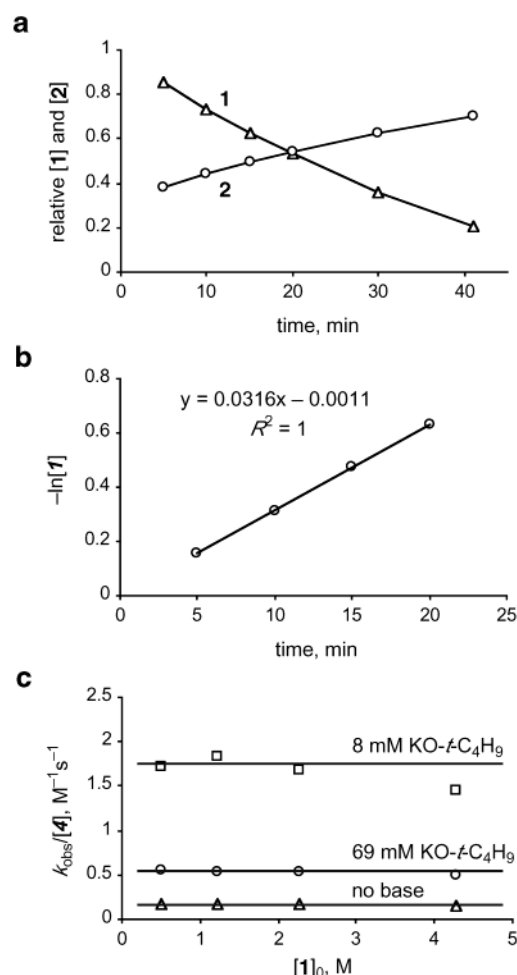 a
relative [1] and [2]
1
0.8
0.6
0.4
0.2
0
1
2
0 10 20 30 40
time, min
b
–ln[1]
0.8
0.6
0.4
0.2
0
y = 0.0316x – 0.0011
R² = 1
0 5 10 15 20 25
time, min
c
kobs/[4], M⁻¹s⁻¹
2.5
2
1.5
1
0.5
0
8 mM KO-t-C4H9
69 mM KO-t-C4H9
no base
0 1 2 3 4 5
[1]0, M